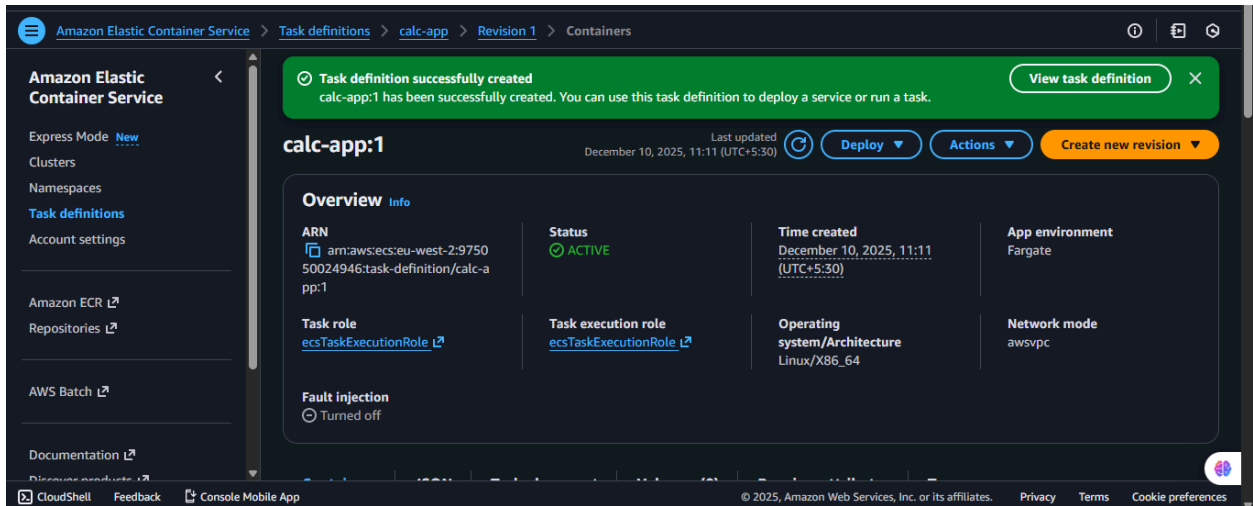 Amazon Elastic Container Service > Task definitions > calc-app > Revision 1 > Containers
Amazon Elastic
Container Service
Express Mode New
Clusters
Namespaces
Task definitions
Account settings
Amazon ECR
Repositories
AWS Batch
Documentation
Discover products
Task definition successfully created
View task definition
calc-app:1 has been successfully created. You can use this task definition to deploy a service or run a task.
calc-app:1
Last updated
December 10, 2025, 11:11 (UTC+5:30)
Deploy
Actions
Create new revision
Overview Info
ARN
arn:aws:ecs:eu-west-2:9750
50024946:task-definition/calc-a
pp:1
Status
ACTIVE
Time created
December 10, 2025, 11:11
(UTC+5:30)
App environment
Fargate
Task role
ecsTaskExecutionRole
Task execution role
ecsTaskExecutionRole
Operating
system/Architecture
Linux/X86_64
Network mode
awsvpc
Fault injection
Turned off
CloudShell Feedback Console Mobile App © 2025, Amazon Web Services, Inc. or its affiliates. Privacy Terms Cookie preferences